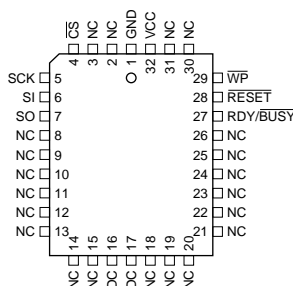 CS NC NC GND VCC NC NC
4 3 2 1 32 31 30
SCK 5 29 WP
SI 6 28 RESET
SO 7 27 RDY/BUSY
NC 8 26 NC
NC 9 25 NC
NC 10 24 NC
NC 11 23 NC
NC 12 22 NC
NC 13 21 NC
14 15 16 17 18 19 20
NC NC DC DC NC NC NC